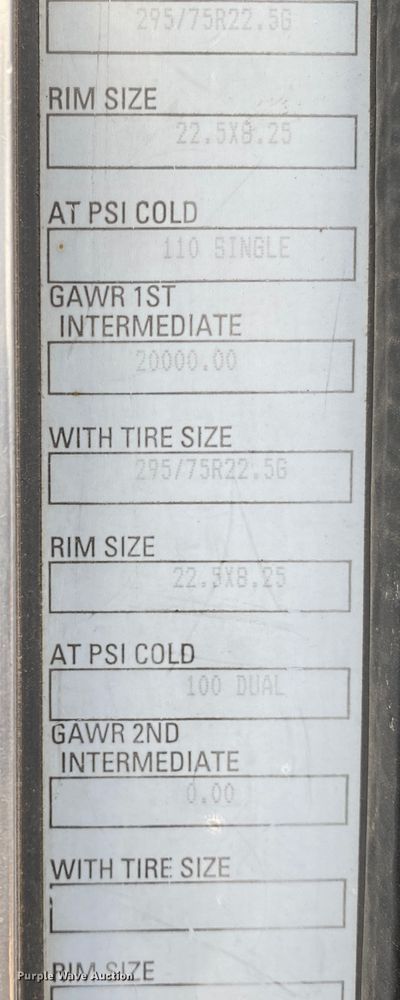 295/75R22.5G
RIM SIZE
22.5X8.25
AT PSI COLD
110 SINGLE
GAWR 1ST
INTERMEDIATE
20000.00
WITH TIRE SIZE
295/75R22.5G
RIM SIZE
22.5X8.25
AT PSI COLD
100 DUAL
GAWR 2ND
INTERMEDIATE
0.00
WITH TIRE SIZE
RIM SIZE
Purple Wave Auction